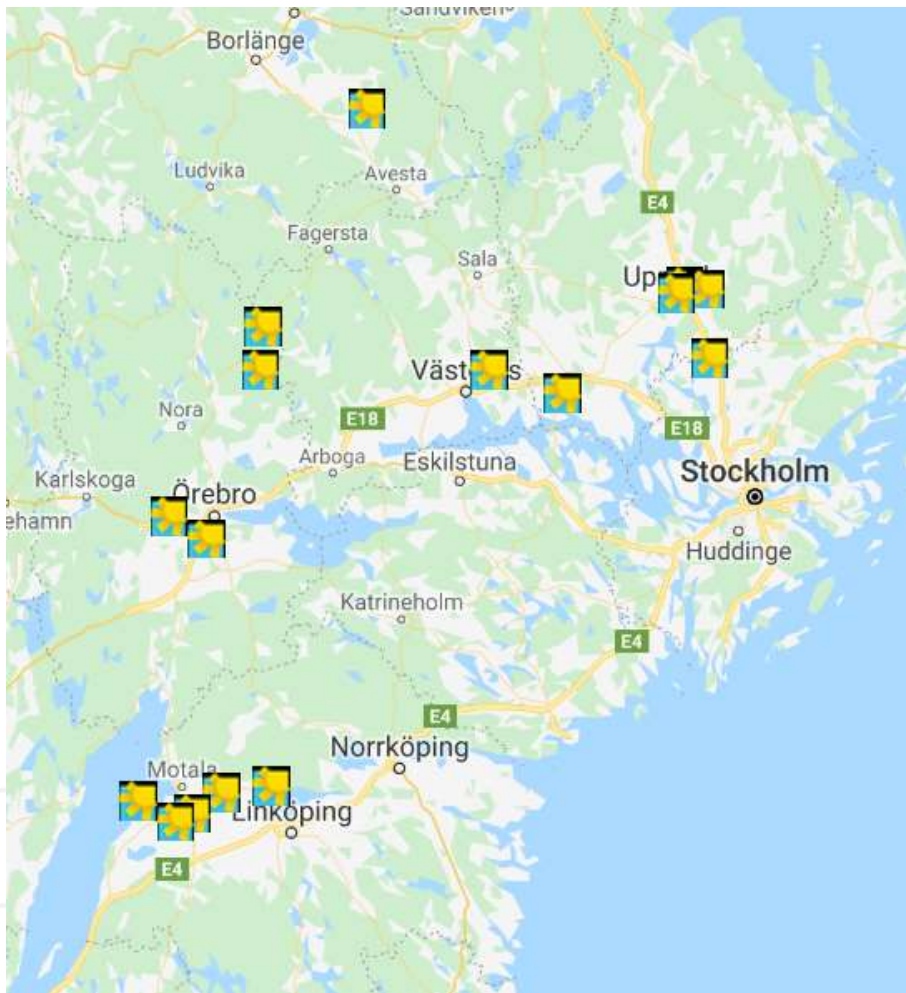 Borlänge
Ludvika
Avesta
E4
Fagersta
Sala
Nora
E18
E18
Arboga
Eskilstuna
Karlskoga
Örebro
Stockholm
Huddinge
Katrineholm
E4
E4
Norrköping
Motala
Linköping
E4